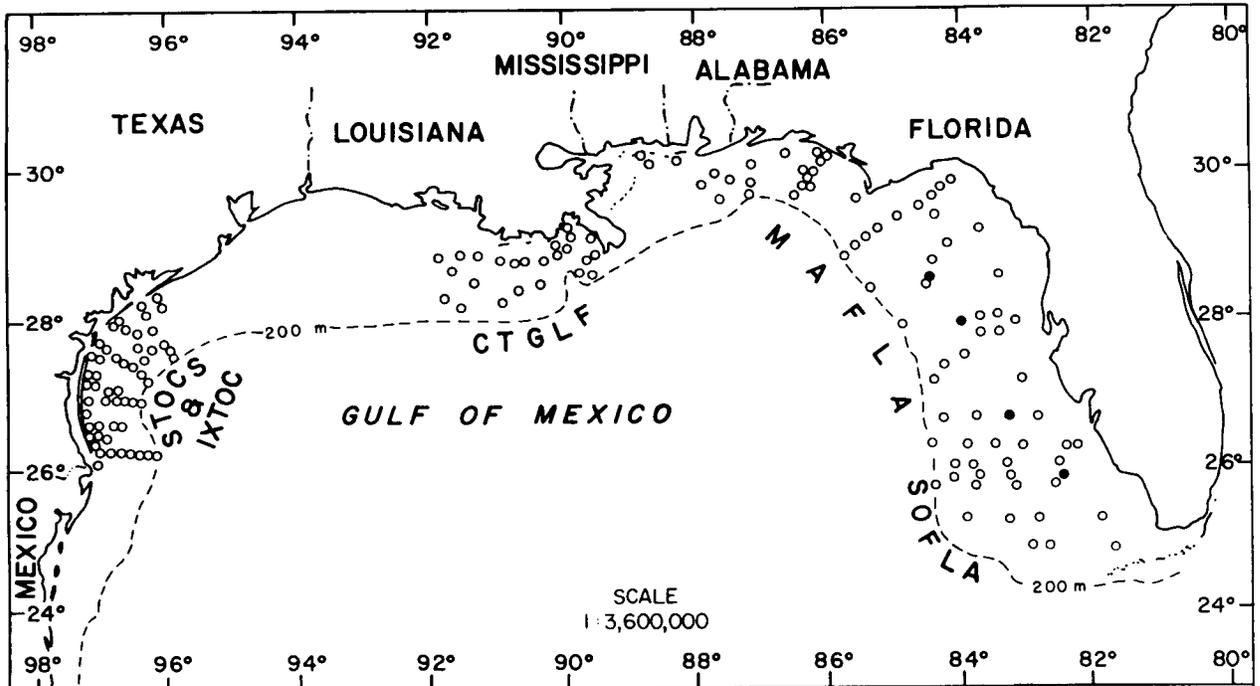 98° 96° 94° 92° 90° 88° 86° 84° 82° 80°
MISSISSIPPI ALABAMA
TEXAS LOUISIANA FLORIDA
30° 30°
MAFLA
28° 28°
200 m
CTGLF
STOCS
&
IXTOC
GULF OF MEXICO
26° 26°
SOFLA
MEXICO
200 m
SCALE
1:3,600,000
24° 24°
98° 96° 94° 92° 90° 88° 86° 84° 82° 80°